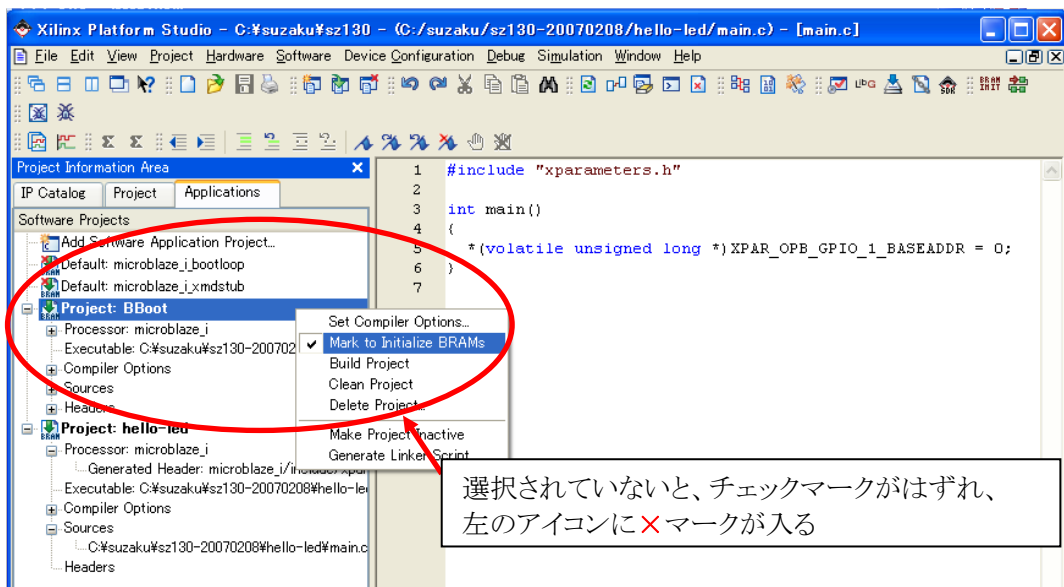 Xilinx Platform Studio - C:¥suzaku¥sz130 - (C:/suzaku/sz130-20070208/hello-led/main.c) - [main.c]
File Edit View Project Hardware Software Device Configuration Debug Simulation Window Help
Project Information Area
IP Catalog Project Applications
Software Projects
Add Software Application Project...
Default: microblaze_i_bootloop
Default: microblaze_i_xmdstub
Project: BBoot
Processor: microblaze_i
Executable: C:¥suzaku¥sz130-200702
Compiler Options
Sources
Headers
Project: hello-led
Processor: microblaze_i
Generated Header: microblaze_i/include/xpar
Executable: C:¥suzaku¥sz130-20070208¥hello-led
Compiler Options
Sources
C:¥suzaku¥sz130-20070208¥hello-led¥main.c
Headers
Set Compiler Options...
Mark to Initialize BRAMs
Build Project
Clean Project
Delete Project...
Make Project Inactive
Generate Linker Script
1 #include "xparameters.h"
2
3 int main()
4 {
5 *(volatile unsigned long *)XPAR_OPB_GPIO_1_BASEADDR = 0;
6 }
7
選択されていないと、チェックマークがはずれ、
左のアイコンに×マークが入る